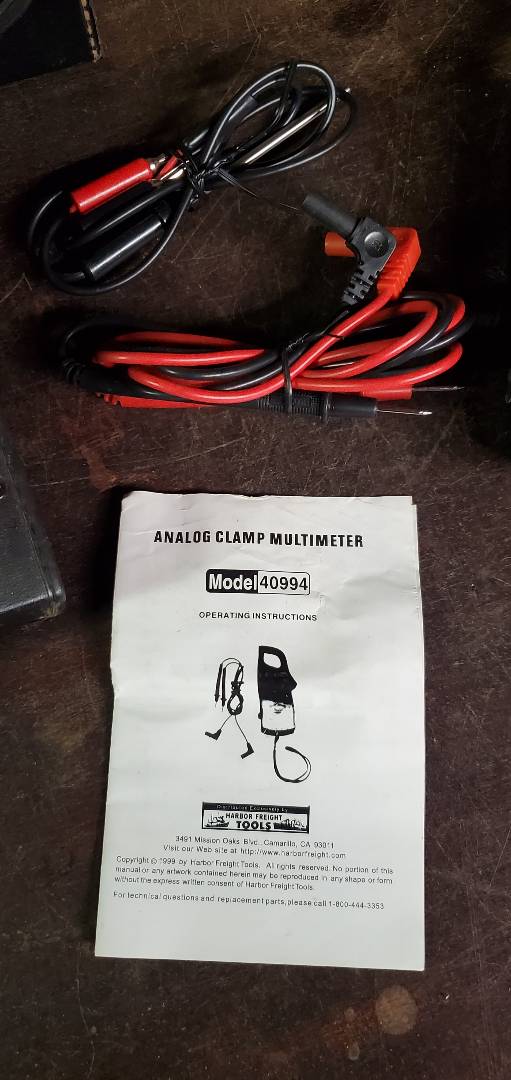 ANALOG CLAMP MULTIMETER
Model 40994
OPERATING INSTRUCTIONS
Distributed Exclusively by
HARBOR FREIGHT
TOOLS
3491 Mission Oaks Blvd., Camarillo, CA 93011
Visit our Web site at http://www.harborfreight.com
Copyright © 1999 by Harbor Freight Tools. All rights reserved. No portion of this
manual or any artwork contained herein may be reproduced in any shape or form
without the express written consent of Harbor Freight Tools.
For technical questions and replacement parts, please call 1-800-444-3353